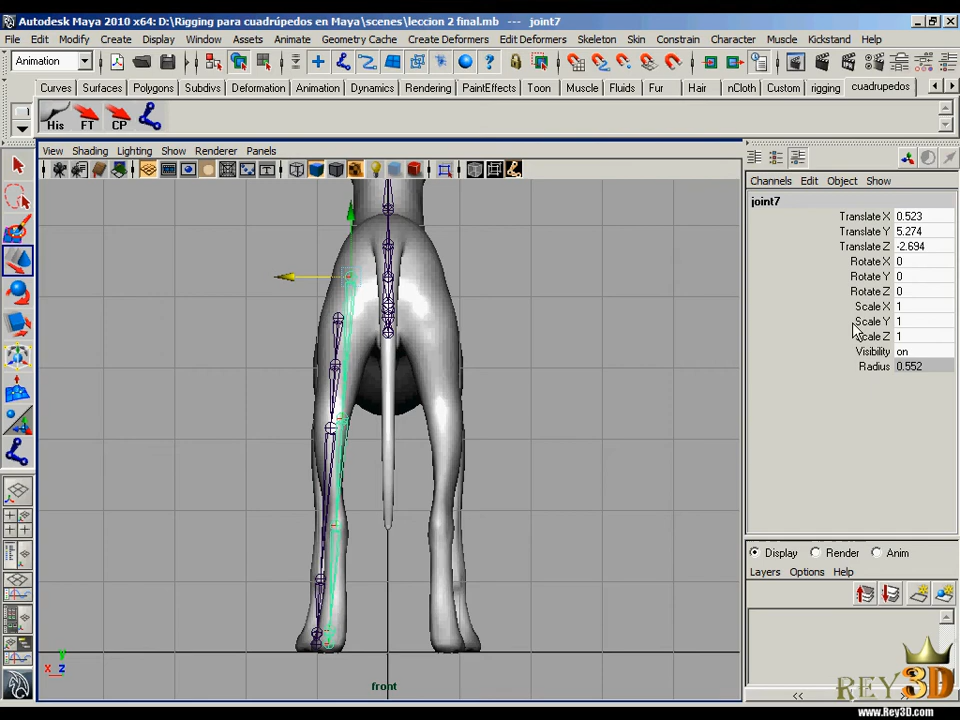 Autodesk Maya 2010 x64: D:\Rigging para cuadrúpedos en Maya\scenes\leccion 2 final.mb --- joint7
File Edit Modify Create Display Window Assets Animate Geometry Cache Create Deformers Edit Deformers Skeleton Skin Constrain Character Muscle Kickstand Help
Animation
Curves Surfaces Polygons Subdivs Deformation Animation Dynamics Rendering PaintEffects Toon Muscle Fluids Fur Hair nCloth Custom rigging cuadrupedos
His FT CP
View Shading Lighting Show Renderer Panels
Channels Edit Object Show
joint7
Translate X 0.523
Translate Y 5.274
Translate Z -2.694
Rotate X 0
Rotate Y 0
Rotate Z 0
Scale X 1
Scale Y 1
Scale Z 1
Visibility on
Radius 0.552
Display Render Anim
Layers Options Help
y
x z
front
REY3D
www.Rey3D.com